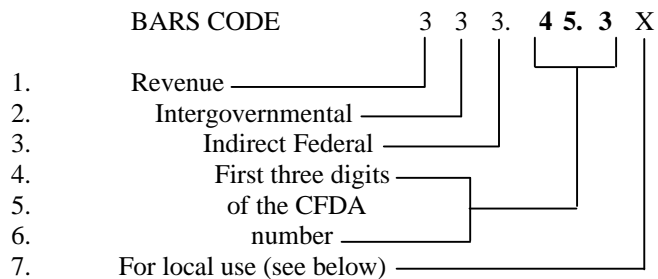 BARS CODE 3 3 3. 4 5. 3 X
1. Revenue
2. Intergovernmental
3. Indirect Federal
4. First three digits
5. of the CFDA
6. number
7. For local use (see below)